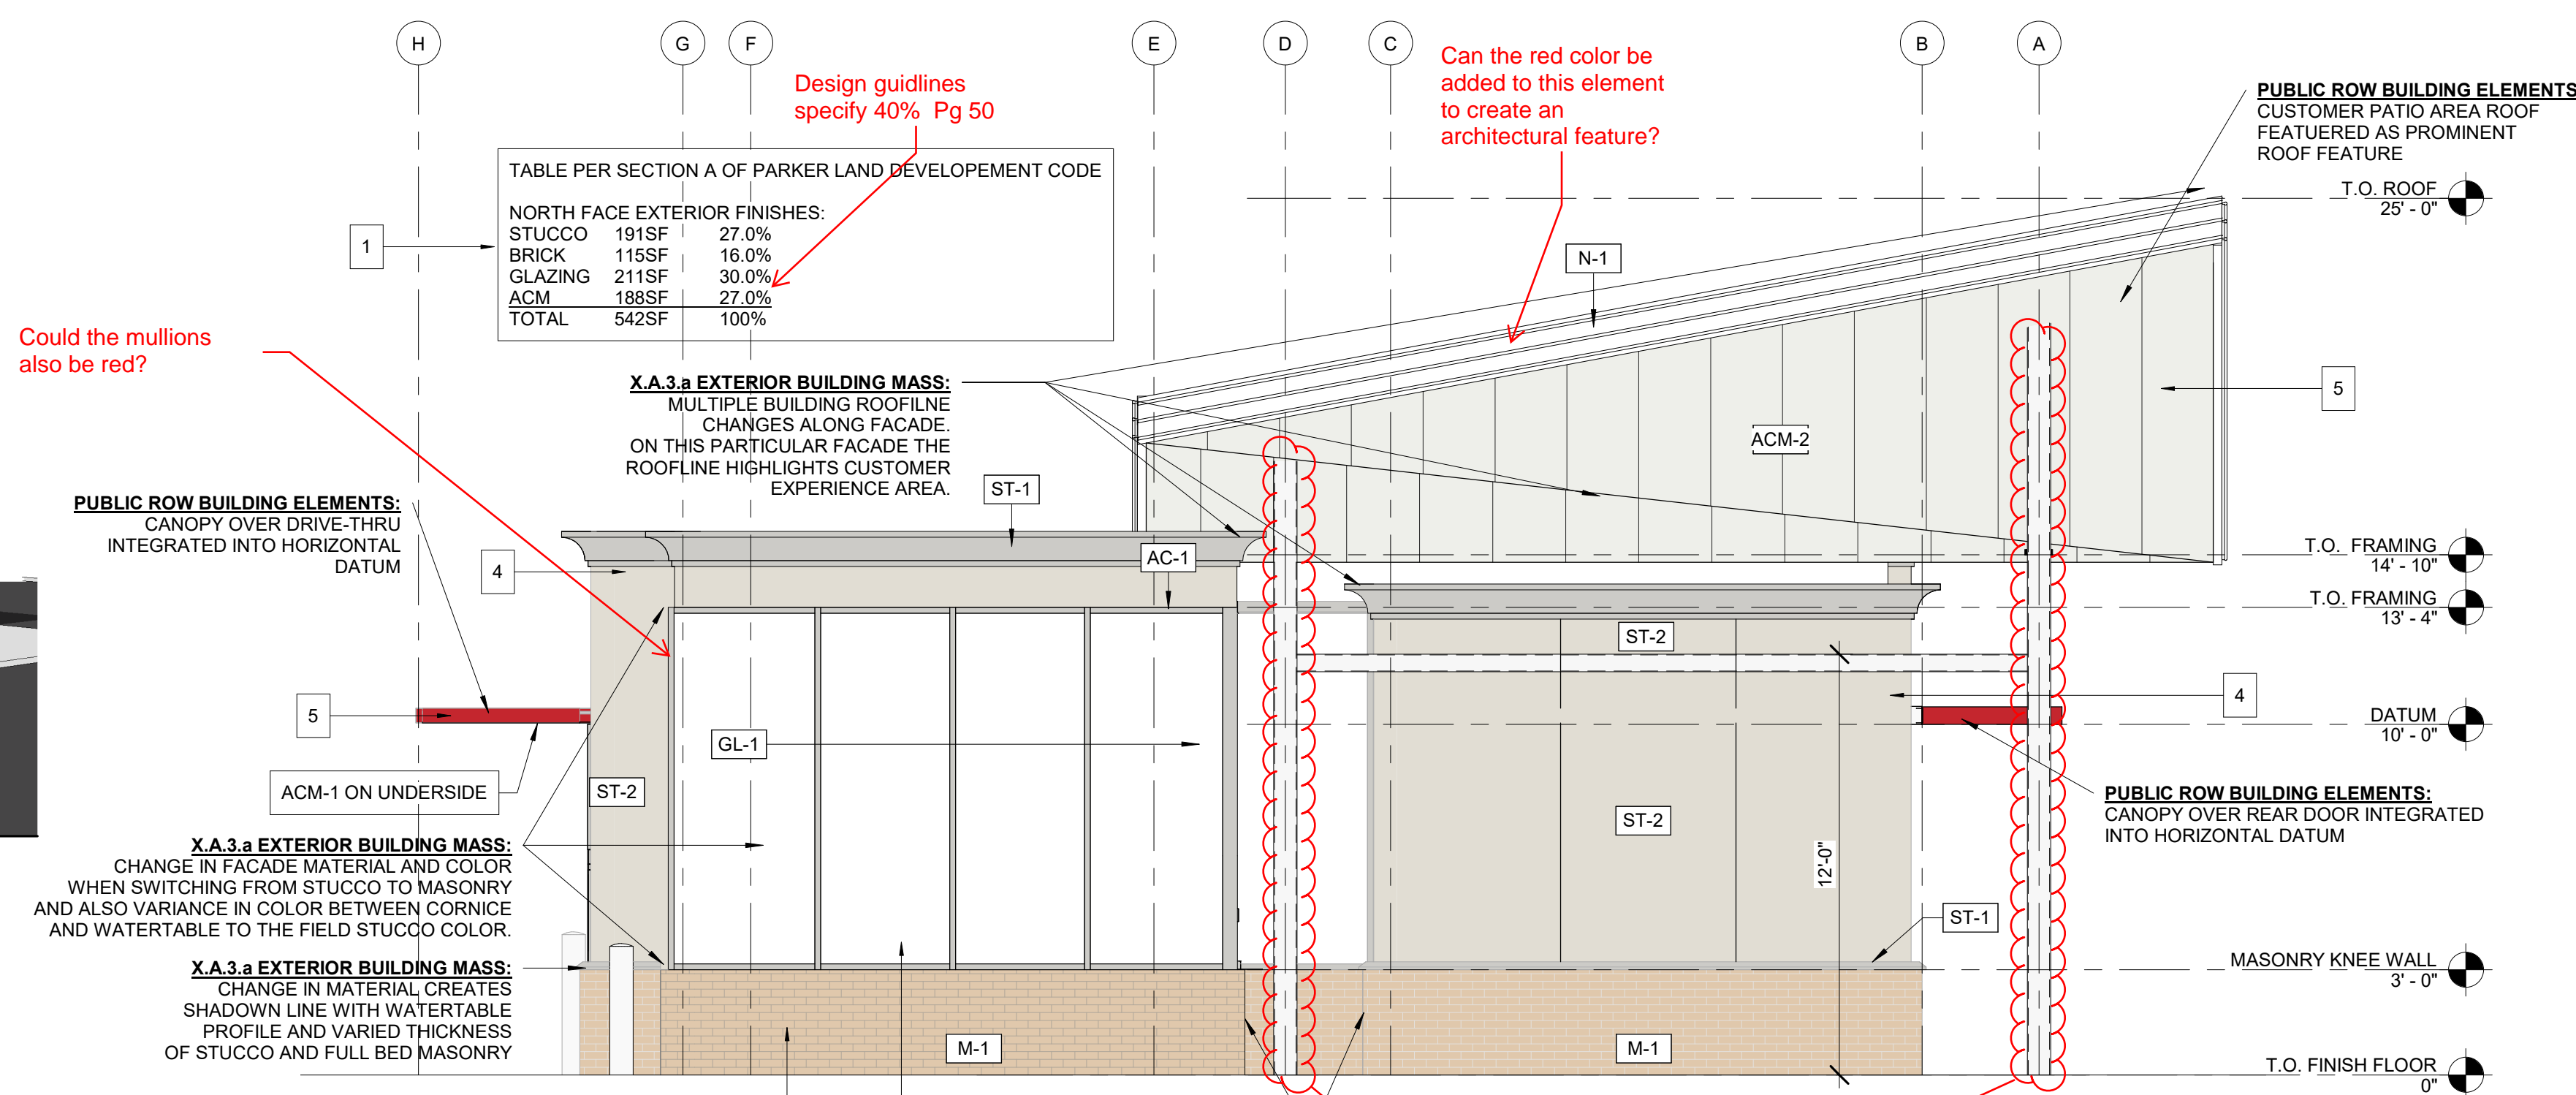 H
G
F
E
D
C
B
A
Design guidlines
specify 40%  Pg 50
Can the red color be
added to this element
to create an
architectural feature?
PUBLIC ROW BUILDING ELEMENTS
CUSTOMER PATIO AREA ROOF
FEATUERED AS PROMINENT
ROOF FEATURE
TABLE PER SECTION A OF PARKER LAND DEVELOPEMENT CODE
NORTH FACE EXTERIOR FINISHES:
STUCCO 191SF 27.0%
BRICK 115SF 16.0%
GLAZING 211SF 30.0%
ACM 188SF 27.0%
TOTAL 542SF 100%
1
T.O. ROOF
25' - 0"
N-1
Could the mullions
also be red?
X.A.3.a EXTERIOR BUILDING MASS:
MULTIPLE BUILDING ROOFILNE
CHANGES ALONG FACADE.
ON THIS PARTICULAR FACADE THE
ROOFLINE HIGHLIGHTS CUSTOMER
EXPERIENCE AREA.
5
ACM-2
ST-1
PUBLIC ROW BUILDING ELEMENTS:
CANOPY OVER DRIVE-THRU
INTEGRATED INTO HORIZONTAL
DATUM
4
AC-1
T.O. FRAMING
14' - 10"
T.O. FRAMING
13' - 4"
ST-2
5
GL-1
4
DATUM
10' - 0"
ACM-1 ON UNDERSIDE
ST-2
ST-2
PUBLIC ROW BUILDING ELEMENTS:
CANOPY OVER REAR DOOR INTEGRATED
INTO HORIZONTAL DATUM
12'-0"
X.A.3.a EXTERIOR BUILDING MASS:
CHANGE IN FACADE MATERIAL AND COLOR
WHEN SWITCHING FROM STUCCO TO MASONRY
AND ALSO VARIANCE IN COLOR BETWEEN CORNICE
AND WATERTABLE TO THE FIELD STUCCO COLOR.
ST-1
X.A.3.a EXTERIOR BUILDING MASS:
CHANGE IN MATERIAL CREATES
SHADOWN LINE WITH WATERTABLE
PROFILE AND VARIED THICKNESS
OF STUCCO AND FULL BED MASONRY
MASONRY KNEE WALL
3' - 0"
M-1
M-1
T.O. FINISH FLOOR
0"